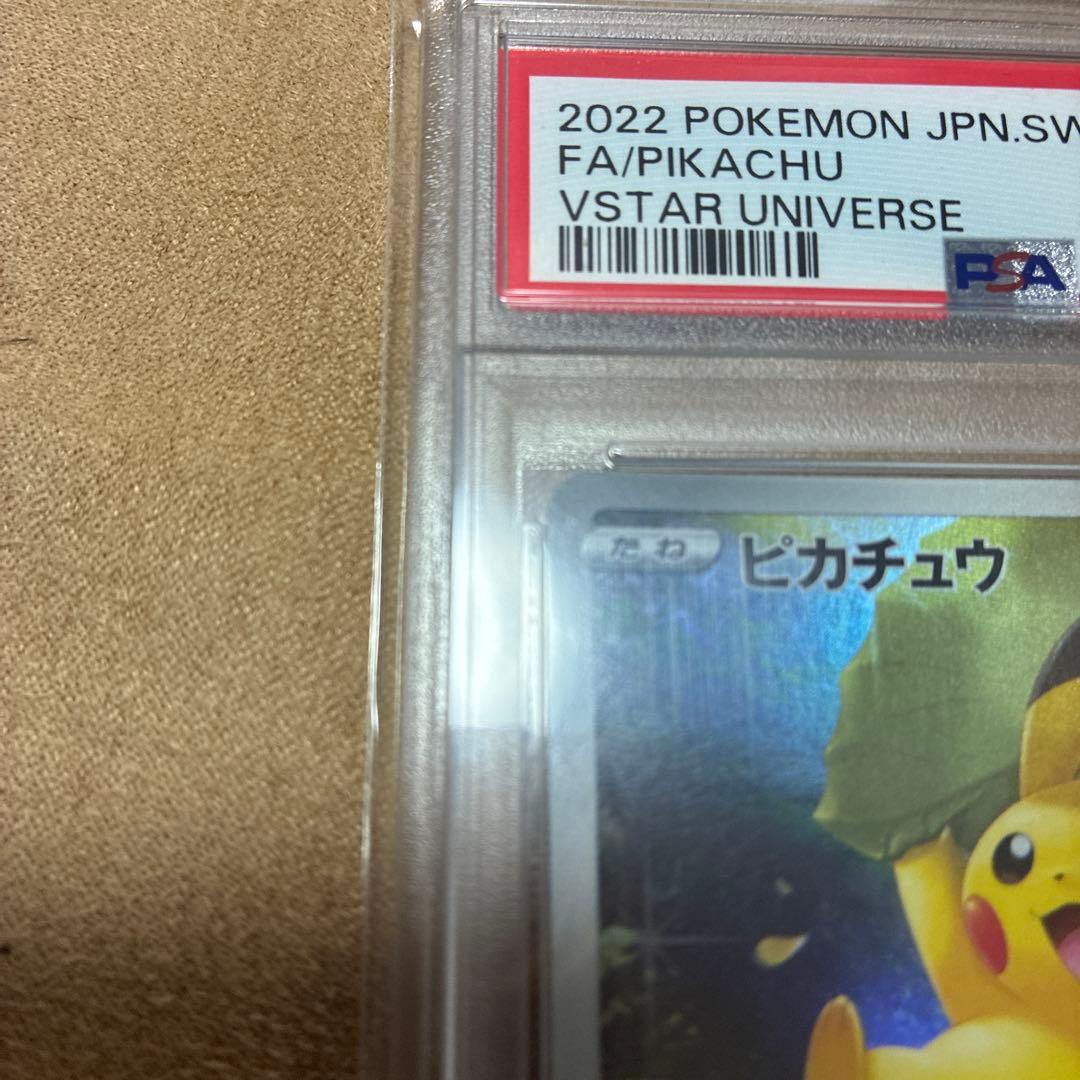 2022 POKEMON JPN.SW
FA/PIKACHU
VSTAR UNIVERSE
PSA
たね ピカチュウ